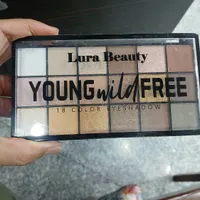 Lura Beauty
YOUNG wild FREE
18 COLOR EYESHADOW